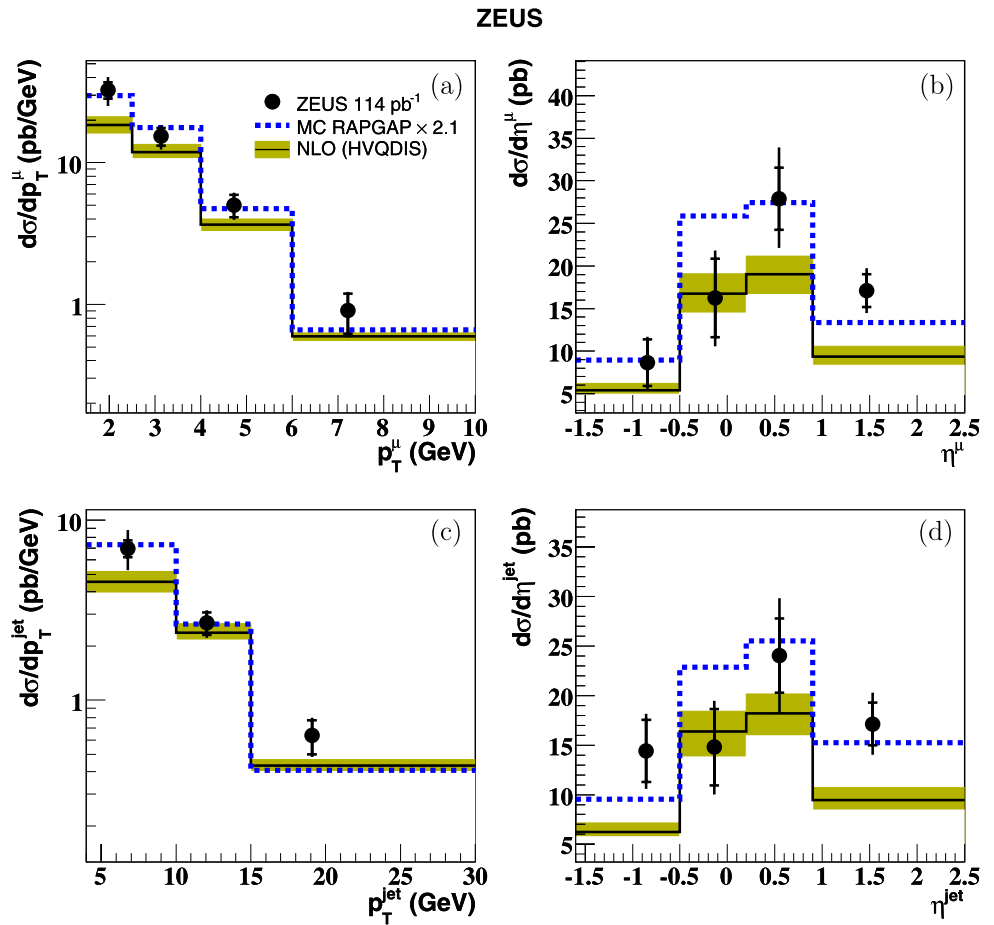 ZEUS
(a)
dσ/dp_T^μ (pb/GeV)
ZEUS 114 pb⁻¹
MC RAPGAP × 2.1
NLO (HVQDIS)
10
1
2 3 4 5 6 7 8 9 10
p_T^μ (GeV)
(b)
dσ/dη^μ (pb)
40
35
30
25
20
15
10
5
-1.5 -1 -0.5 0 0.5 1 1.5 2 2.5
η^μ
(c)
dσ/dp_T^jet (pb/GeV)
10
1
5 10 15 20 25 30
p_T^jet (GeV)
(d)
dσ/dη^jet (pb)
35
30
25
20
15
10
5
-1.5 -1 -0.5 0 0.5 1 1.5 2 2.5
η^jet